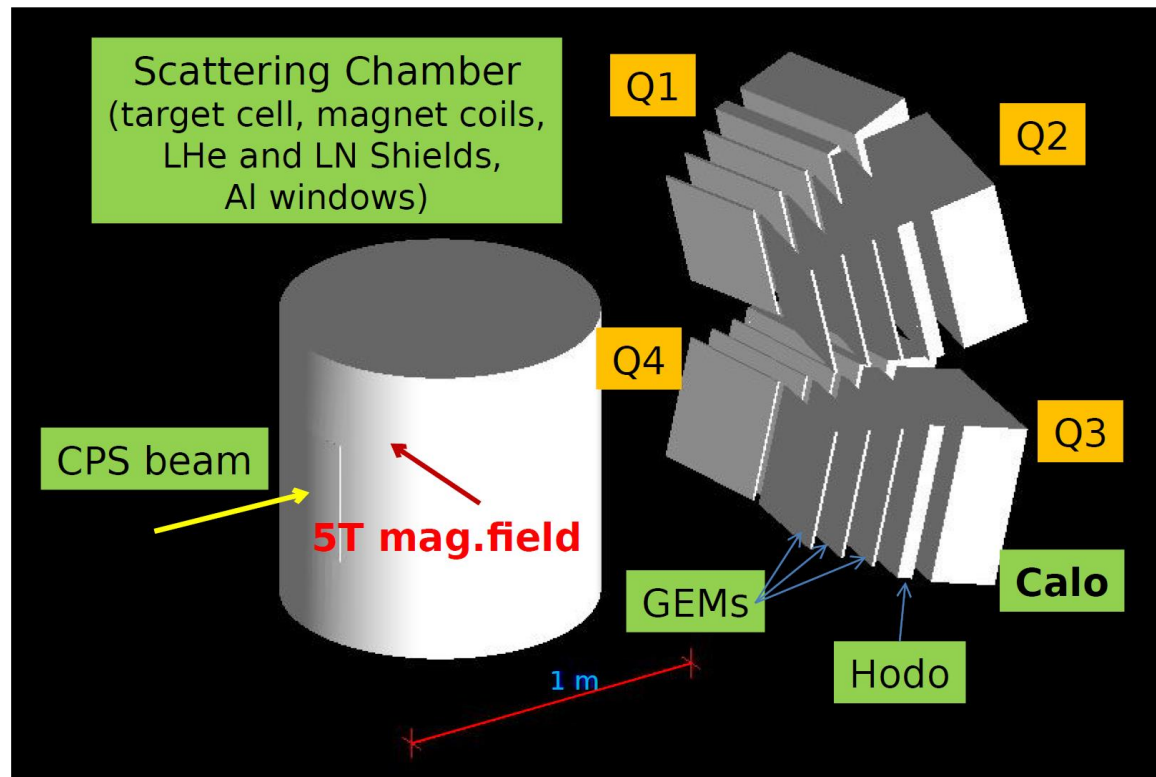 Scattering Chamber
(target cell, magnet coils,
LHe and LN Shields,
Al windows)
Q1
Q2
Q4
Q3
CPS beam
5T mag.field
GEMs
Calo
Hodo
1 m